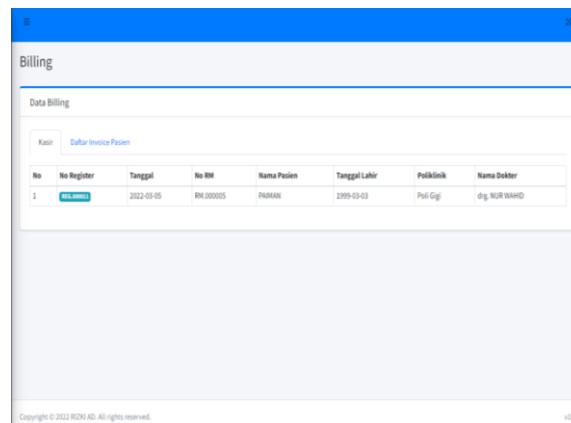 Billing
Data Billing
Kasir Daftar Invoice Pasien
No No Register Tanggal No RM Nama Pasien Tanggal Lahir Poliklinik Nama Dokter
1 2022-03-05 RM.000005 PAIMAN 1999-03-03 Poli Gigi drg. NUR WAHID
Copyright © 2022 RIZKI AD. All rights reserved.